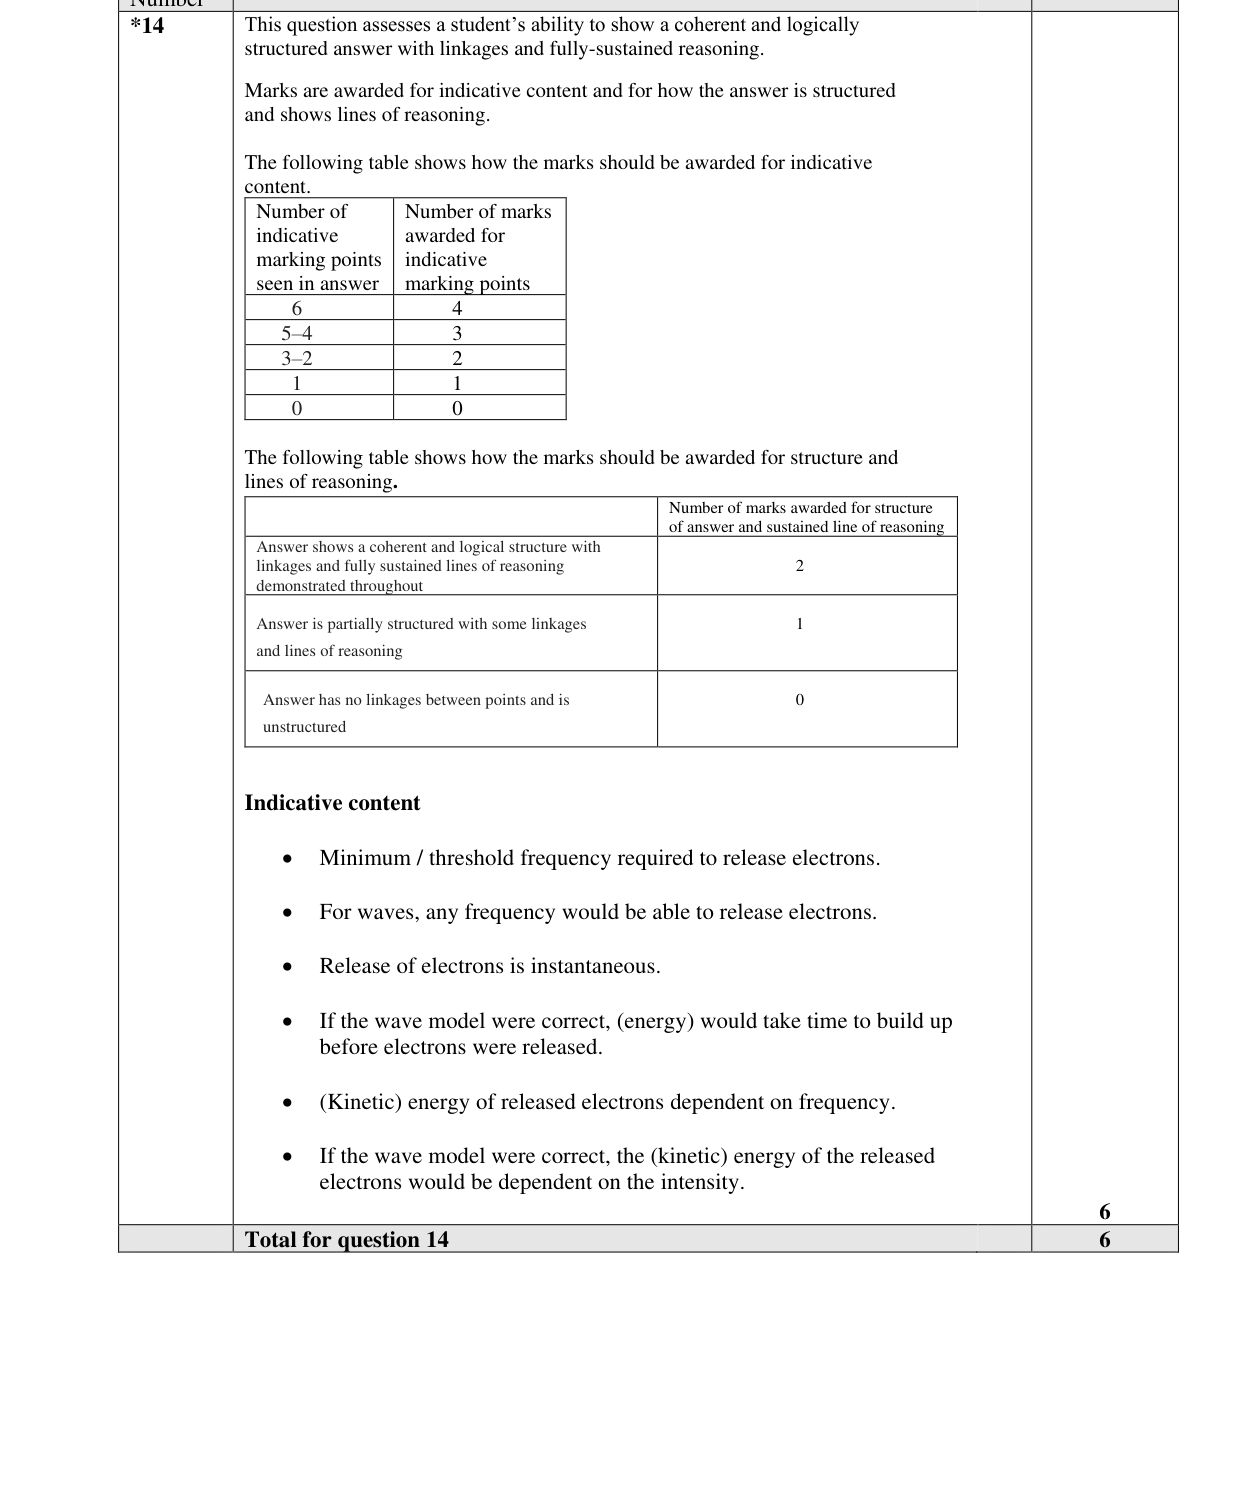 Number
*14
This question assesses a student’s ability to show a coherent and logically
structured answer with linkages and fully-sustained reasoning.
Marks are awarded for indicative content and for how the answer is structured
and shows lines of reasoning.
The following table shows how the marks should be awarded for indicative
content.
Number of
indicative
marking points
seen in answer
Number of marks
awarded for
indicative
marking points
6 4
5–4 3
3–2 2
1 1
0 0
The following table shows how the marks should be awarded for structure and
lines of reasoning.
Number of marks awarded for structure
of answer and sustained line of reasoning
Answer shows a coherent and logical structure with
linkages and fully sustained lines of reasoning
demonstrated throughout
2
Answer is partially structured with some linkages
and lines of reasoning
1
Answer has no linkages between points and is
unstructured
0
Indicative content
• Minimum / threshold frequency required to release electrons.
• For waves, any frequency would be able to release electrons.
• Release of electrons is instantaneous.
• If the wave model were correct, (energy) would take time to build up
before electrons were released.
• (Kinetic) energy of released electrons dependent on frequency.
• If the wave model were correct, the (kinetic) energy of the released
electrons would be dependent on the intensity.
6
Total for question 14 6